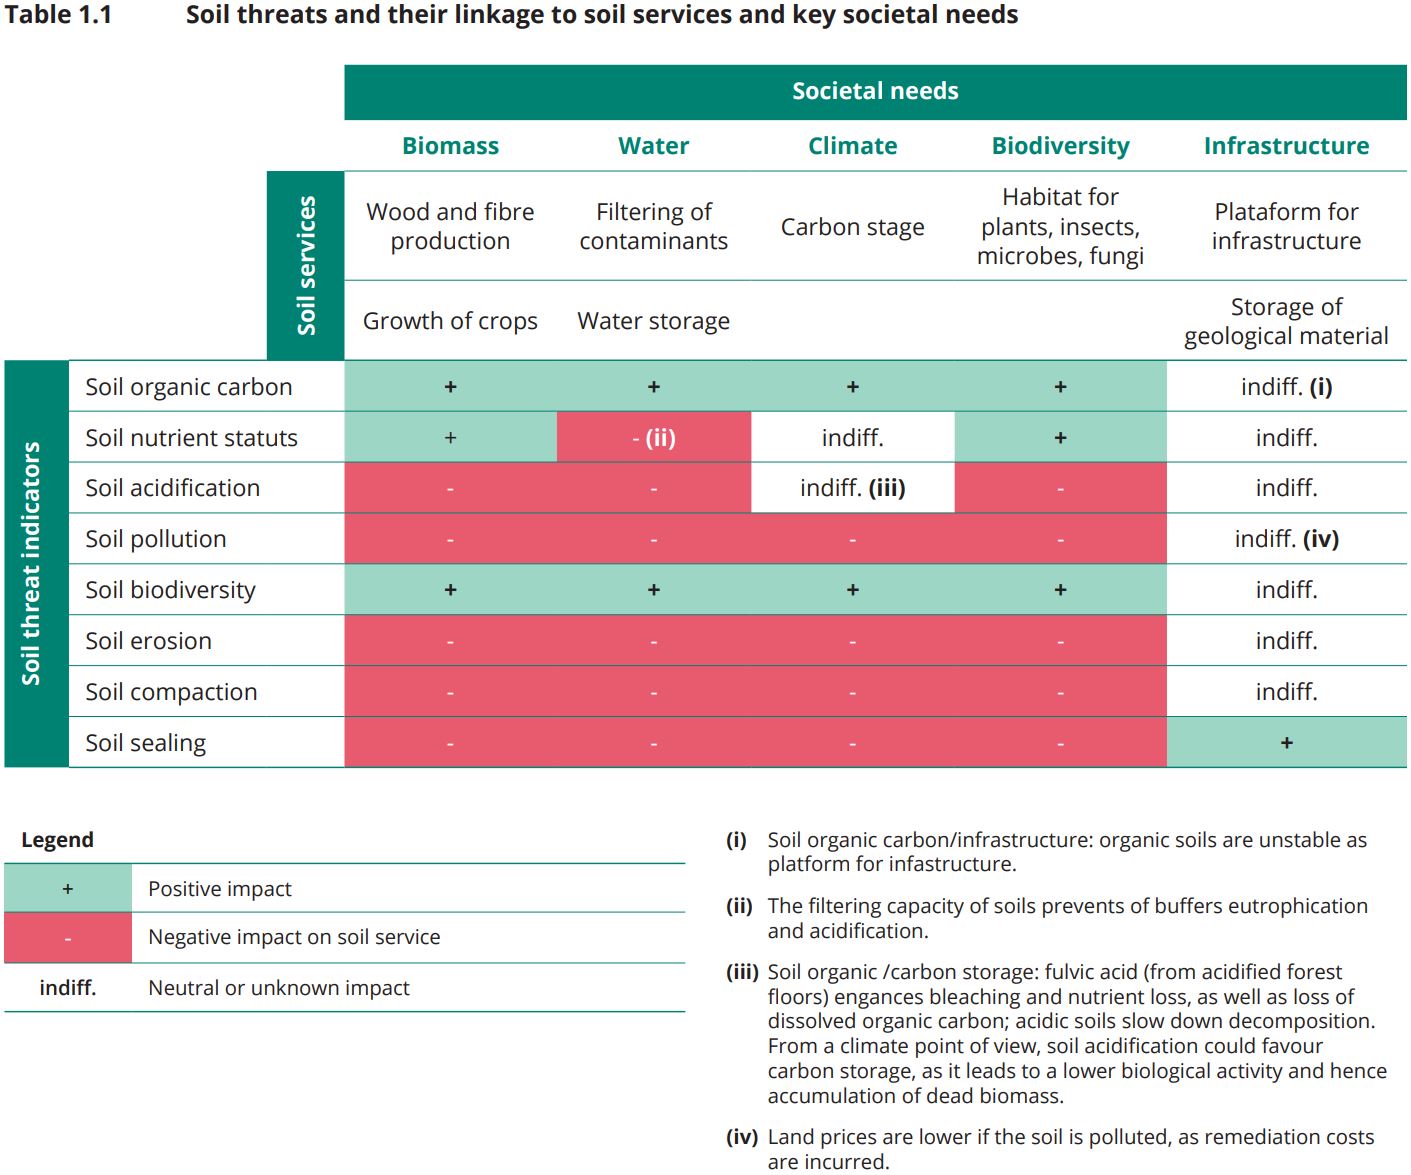 Table 1.1 Soil threats and their linkage to soil services and key societal needs
Societal needs
Biomass Water Climate Biodiversity Infrastructure
Soil services
Wood and fibre production
Filtering of contaminants
Carbon stage
Habitat for plants, insects, microbes, fungi
Plataform for infrastructure
Growth of crops
Water storage
Storage of geological material
Soil threat indicators
Soil organic carbon + + + + indiff. (i)
Soil nutrient statuts + - (ii) indiff. + indiff.
Soil acidification - - indiff. (iii) - indiff.
Soil pollution - - - - indiff. (iv)
Soil biodiversity + + + + indiff.
Soil erosion - - - - indiff.
Soil compaction - - - - indiff.
Soil sealing - - - - +
Legend
+ Positive impact
- Negative impact on soil service
indiff. Neutral or unknown impact
(i) Soil organic carbon/infrastructure: organic soils are unstable as
platform for infastructure.
(ii) The filtering capacity of soils prevents of buffers eutrophication
and acidification.
(iii) Soil organic /carbon storage: fulvic acid (from acidified forest
floors) engances bleaching and nutrient loss, as well as loss of
dissolved organic carbon; acidic soils slow down decomposition.
From a climate point of view, soil acidification could favour
carbon storage, as it leads to a lower biological activity and hence
accumulation of dead biomass.
(iv) Land prices are lower if the soil is polluted, as remediation costs
are incurred.